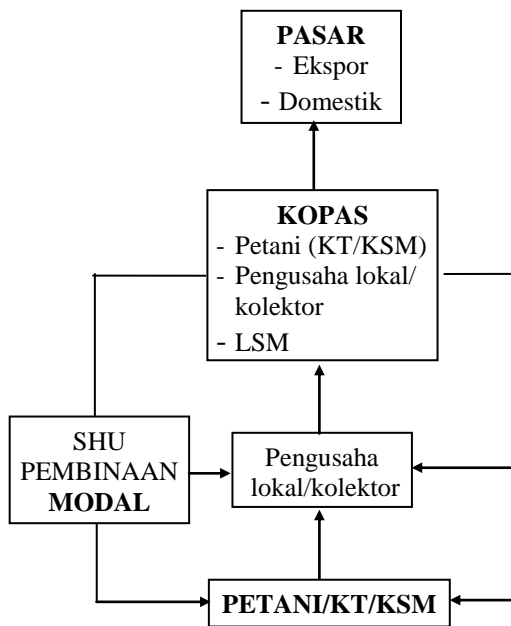 PASAR
- Ekspor
- Domestik
KOPAS
- Petani (KT/KSM)
- Pengusaha lokal/
kolektor
- LSM
SHU
PEMBINAAN
MODAL
Pengusaha
lokal/kolektor
PETANI/KT/KSM